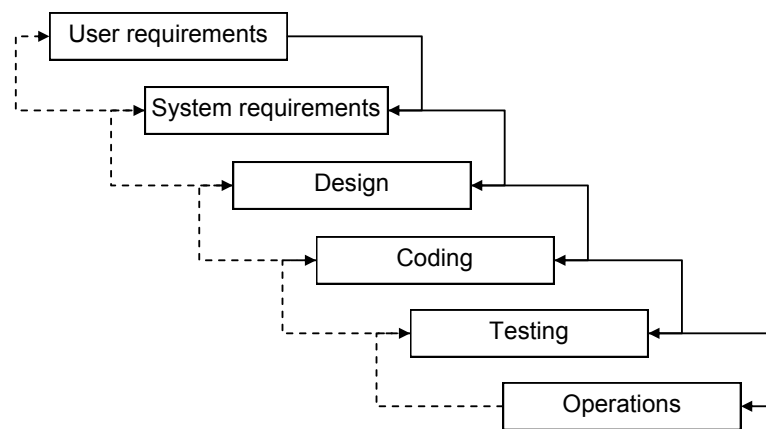 User requirements
System requirements
Design
Coding
Testing
Operations